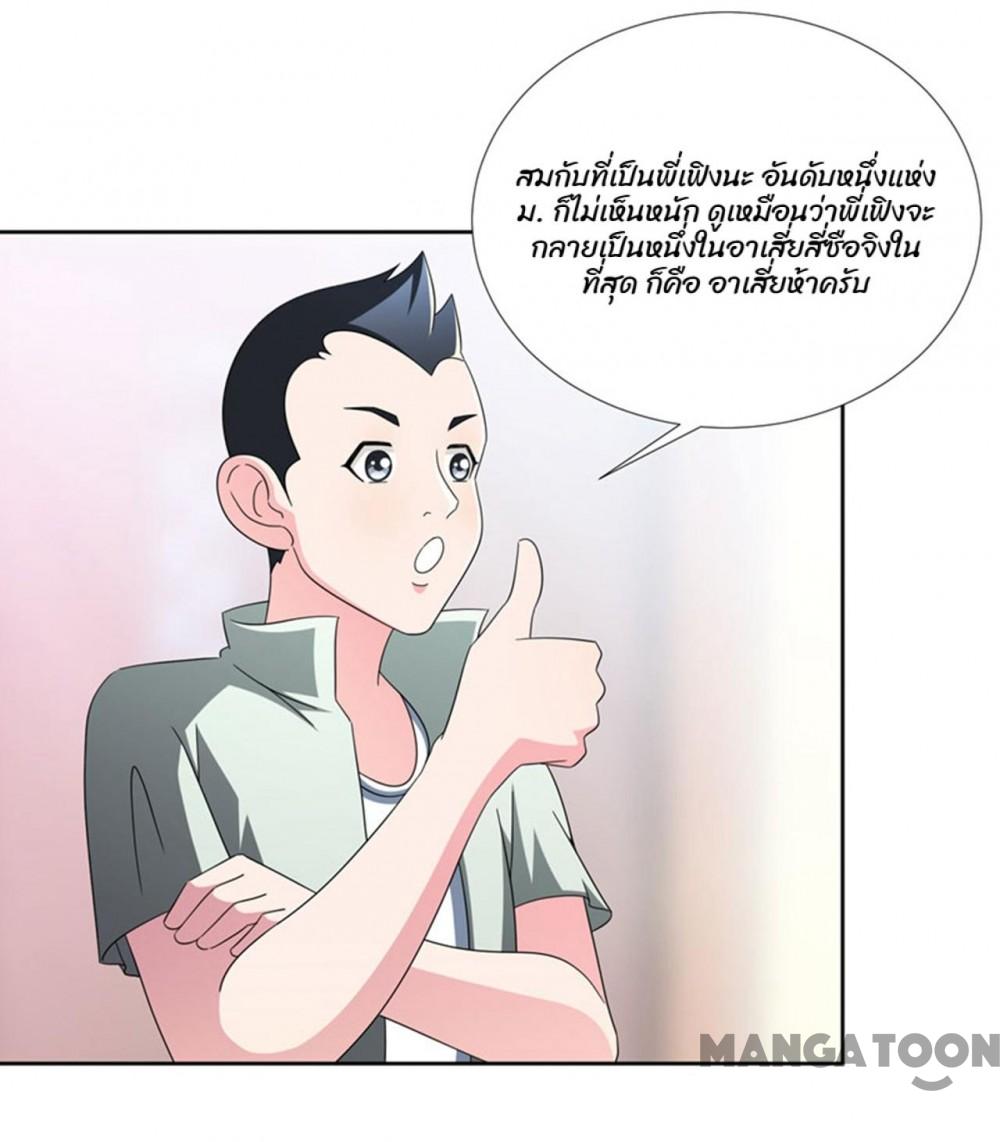 สมกับที่เป็นพี่เฟิงนะ อันดับหนึ่งแห่ง
ม. ก็ไม่เห็นหนัก ดูเหมือนว่าพี่เฟิงจะ
กลายเป็นหนึ่งในอาเสี่ยสี่ซือจิงใน
ที่สุด ก็คือ อาเสี่ยห้าครับ
MANGATOON